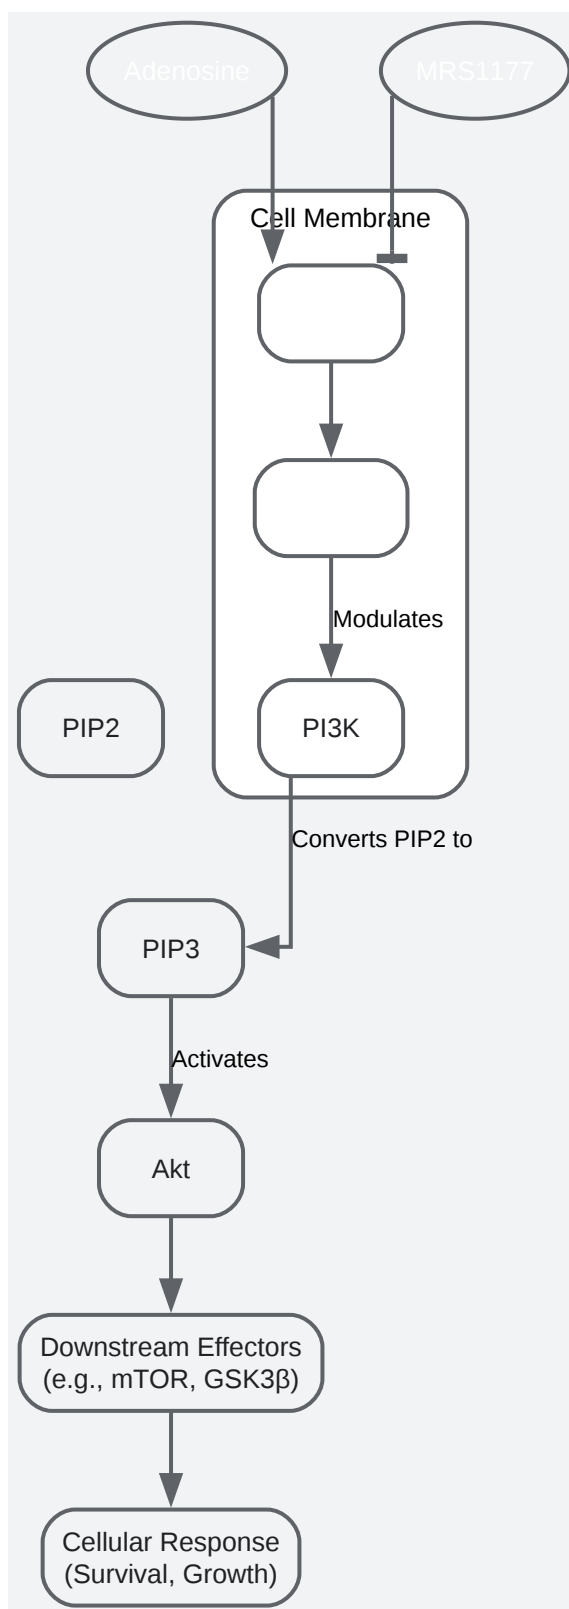 Adenosine
MRS1177
Cell Membrane
Modulates
PIP2
PI3K
Converts PIP2 to
PIP3
Activates
Akt
Downstream Effectors
(e.g., mTOR, GSK3β)
Cellular Response
(Survival, Growth)